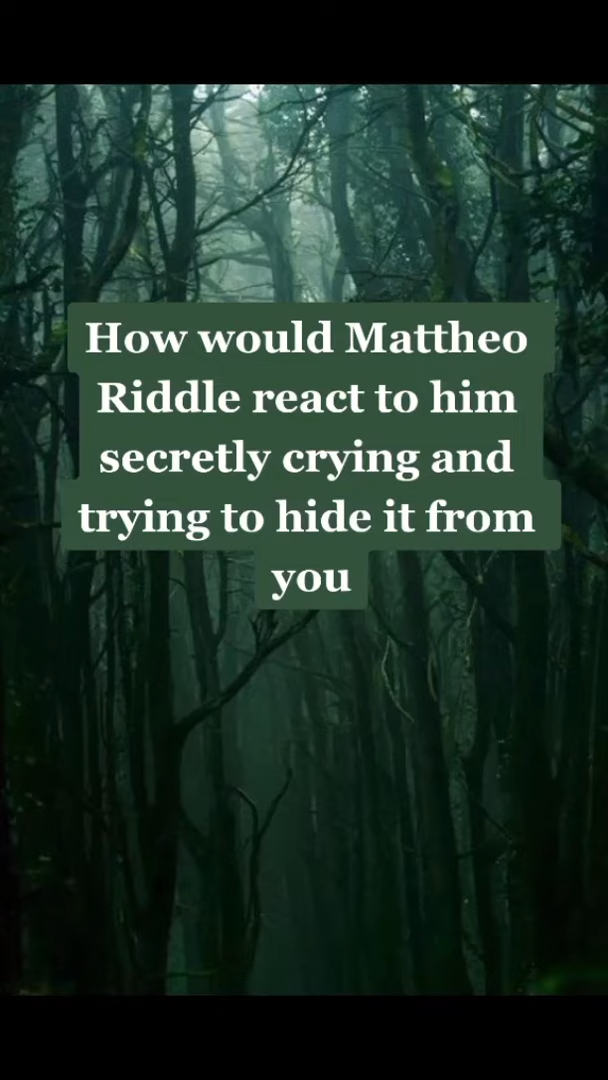 How would Mattheo
Riddle react to him
secretly crying and
trying to hide it from
you